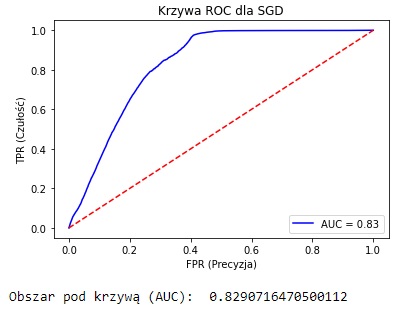 Krzywa ROC dla SGD
1.0
0.8
0.6
0.4
0.2
0.0
TPR (Czułość)
AUC = 0.83
0.0 0.2 0.4 0.6 0.8 1.0
FPR (Precyzja)
Obszar pod krzywą (AUC): 0.8290716470500112